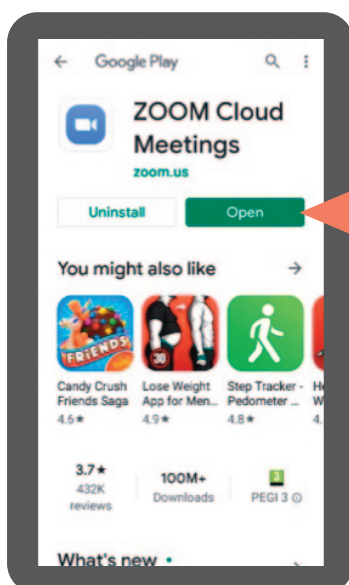 Google Play
ZOOM Cloud
Meetings
zoom.us
Uninstall Open
You might also like
FRIENDS 30
Candy Crush Lose Weight Step Tracker -
Friends Saga App for Men... Pedometer ...
4.6★ 4.9★ 4.8★ 4.
3.7★ 100M+ 3
432K Downloads PEGI 3
reviews
What's new